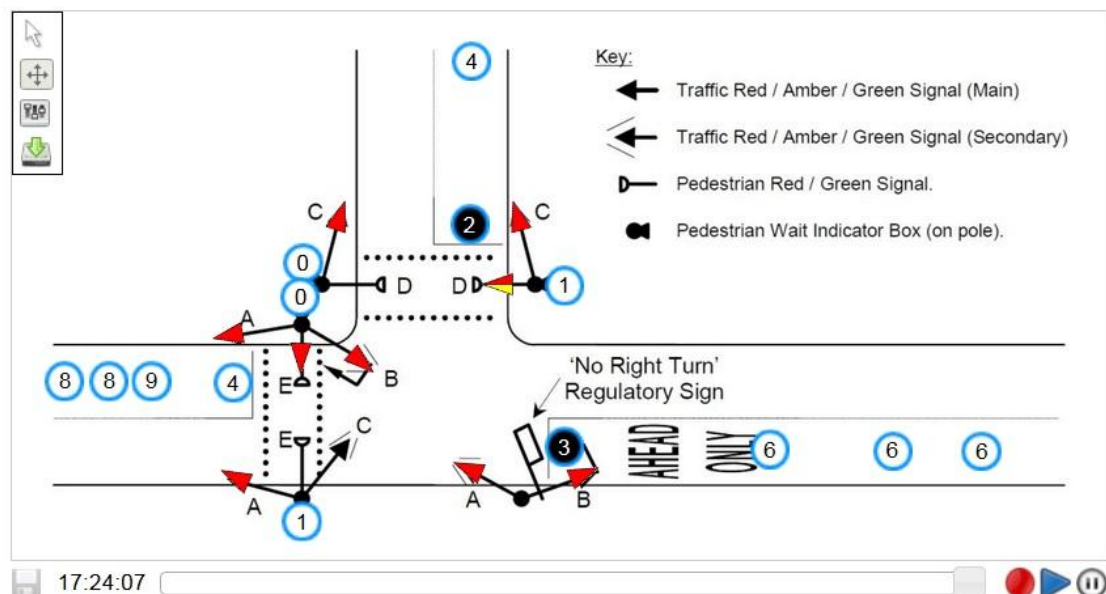 4
Key:
Traffic Red / Amber / Green Signal (Main)
Traffic Red / Amber / Green Signal (Secondary)
Pedestrian Red / Green Signal.
Pedestrian Wait Indicator Box (on pole).
C
C
2
0
D
D
1
0
A
B
'No Right Turn'
Regulatory Sign
8
8
9
4
E
E
C
3
AHEAD
ONLY
6
6
6
A
A
B
1
17:24:07